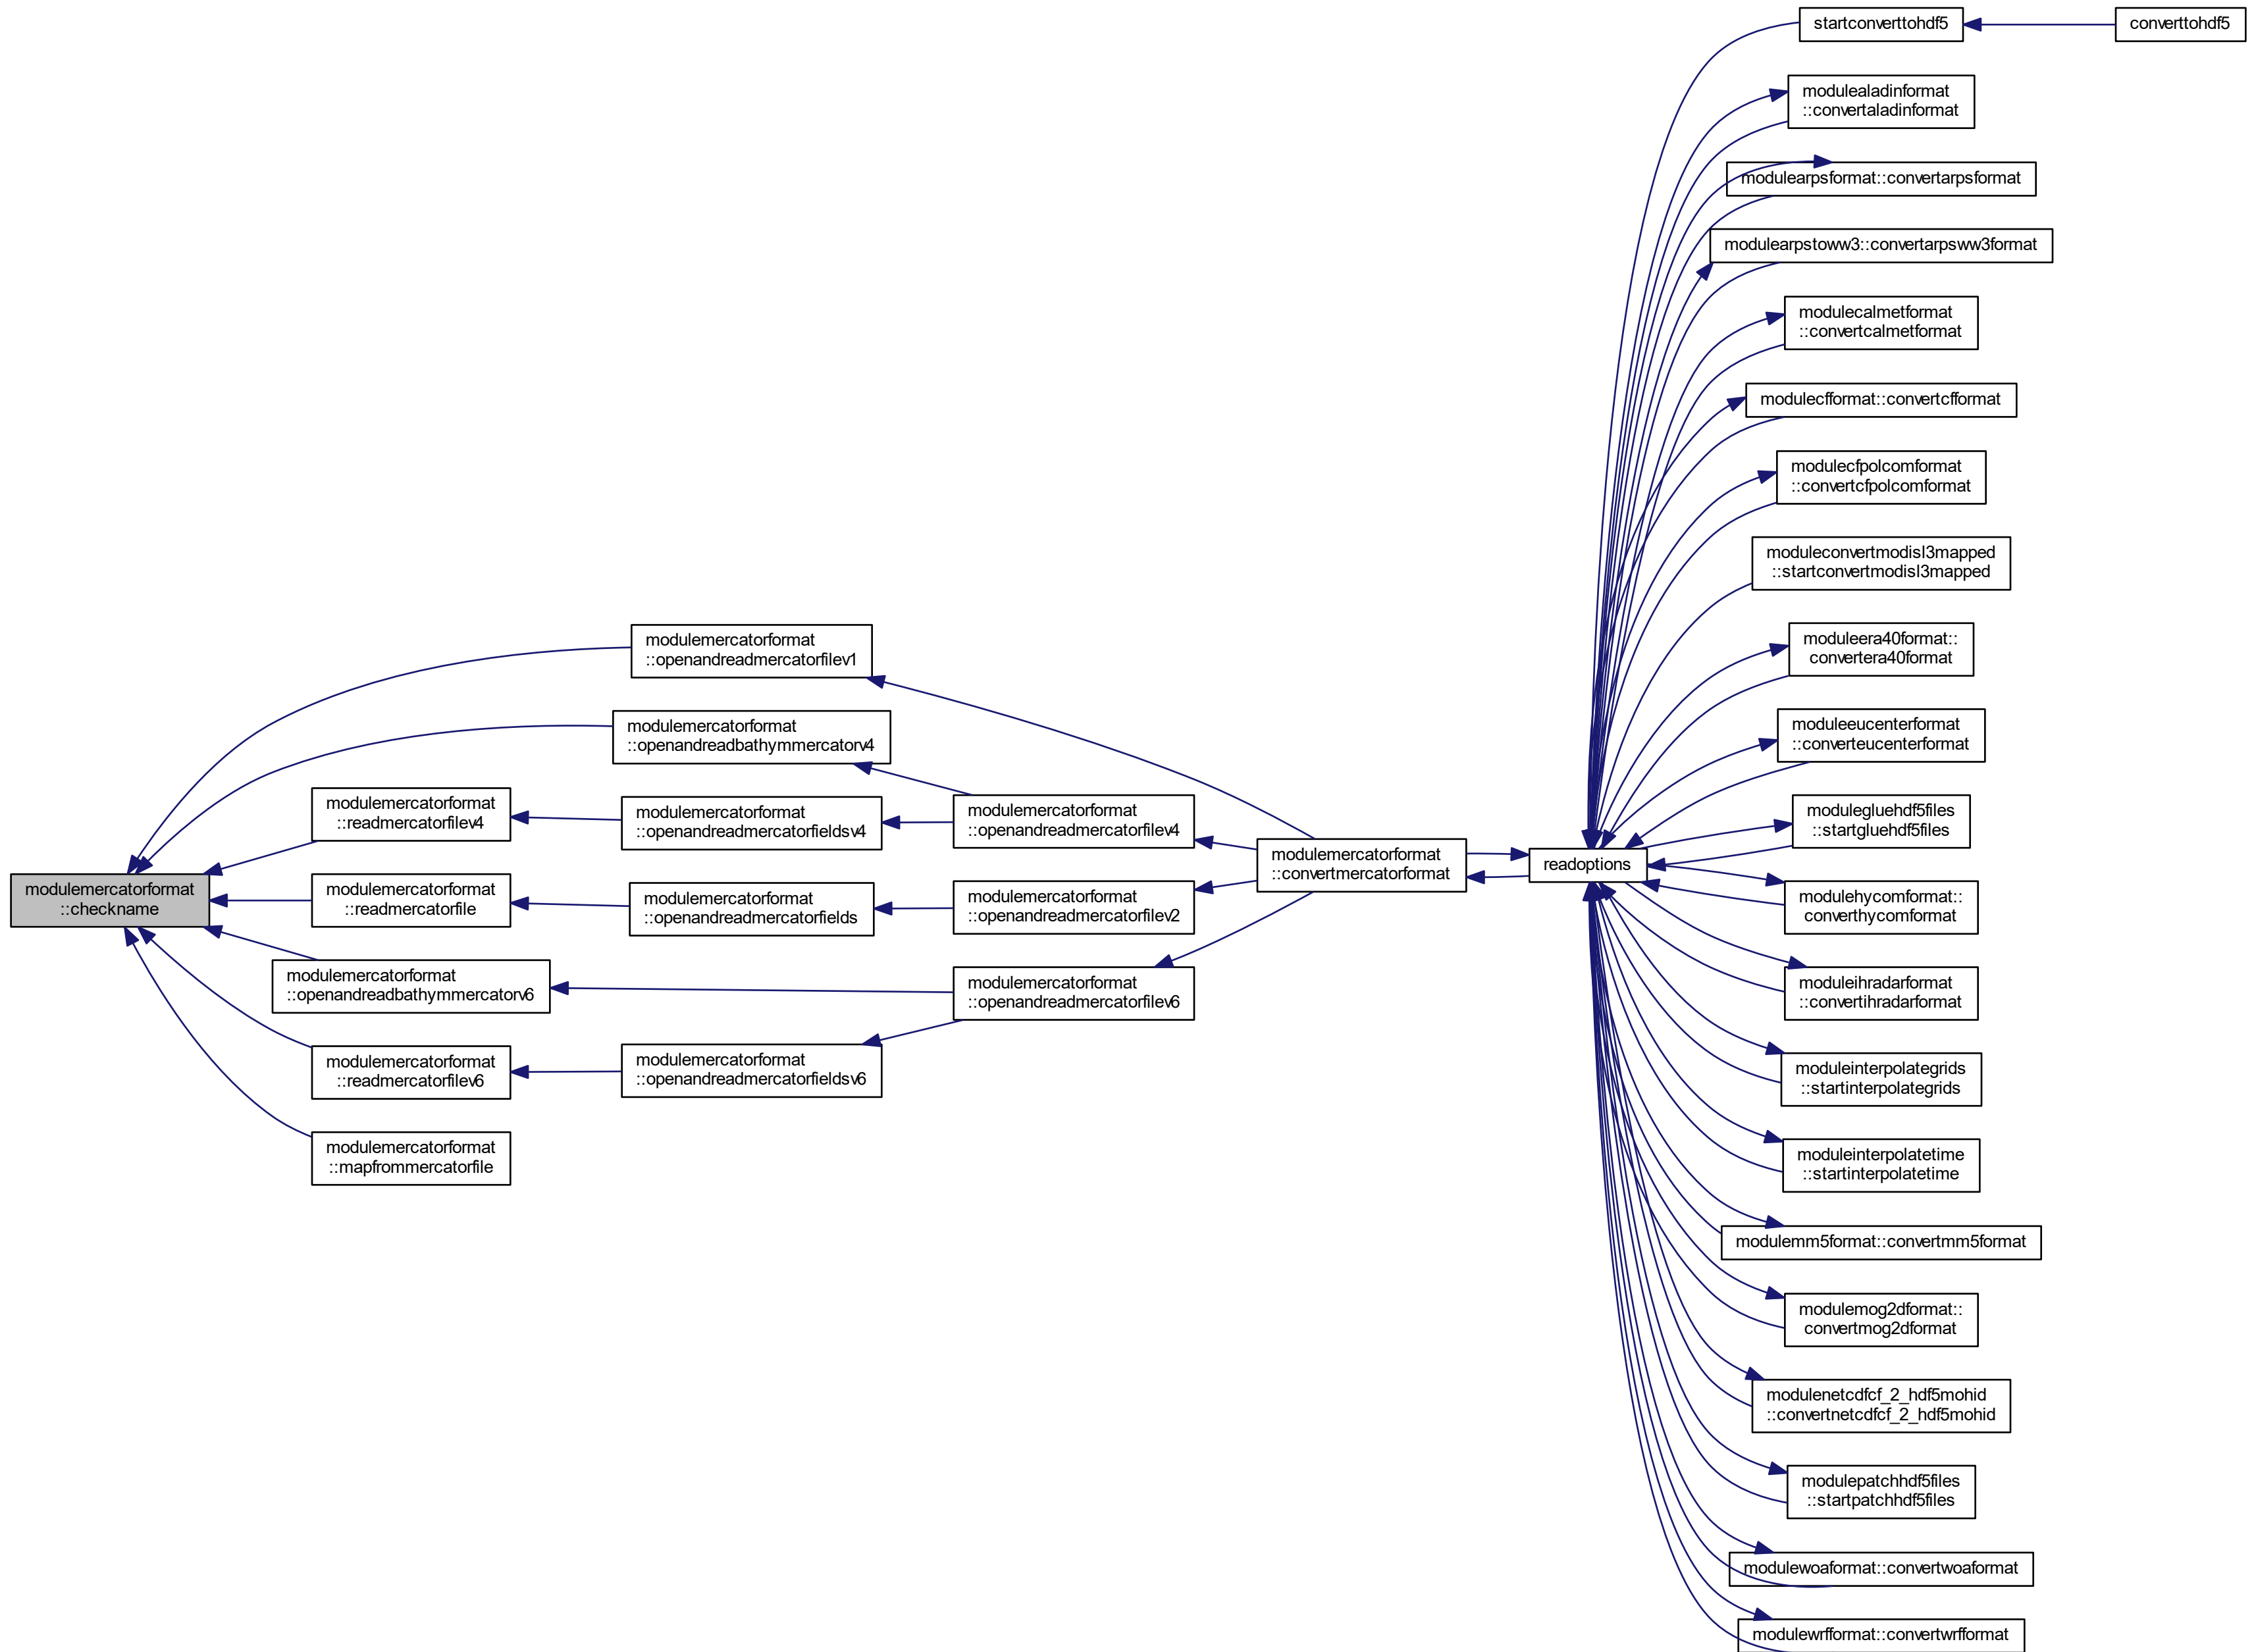 startconverttohdf5
converttohdf5
modulealadinformat
::convertaladinformat
modulearpsformat::convertarpsformat
modulearpstoww3::convertarpsww3format
modulecalmetformat
::convertcalmetformat
modulecfformat::convertcfformat
modulecfpolcomformat
::convertcfpolcomformat
moduleconvertmodisl3mapped
::startconvertmodisl3mapped
moduleera40format::
convertera40format
moduleeucenterformat
::converteucenterformat
modulegluehdf5files
::startgluehdf5files
modulehycomformat::
converthycomformat
moduleihradarformat
::convertihradarformat
moduleinterpolategrids
::startinterpolategrids
moduleinterpolatetime
::startinterpolatetime
modulemm5format::convertmm5format
modulemog2dformat::
convertmog2dformat
modulenetcdfcf_2_hdf5mohid
::convertnetcdfcf_2_hdf5mohid
modulepatchhdf5files
::startpatchhdf5files
modulewoaformat::convertwoaformat
modulewrfformat::convertwrfformat
readoptions
modulemercatorformat
::convertmercatorformat
modulemercatorformat
::openandreadmercatorfilev1
modulemercatorformat
::openandreadbathymmercatorv4
modulemercatorformat
::readmercatorfilev4
modulemercatorformat
::openandreadmercatorfieldsv4
modulemercatorformat
::openandreadmercatorfilev4
modulemercatorformat
::checkname
modulemercatorformat
::readmercatorfile
modulemercatorformat
::openandreadmercatorfields
modulemercatorformat
::openandreadmercatorfilev2
modulemercatorformat
::openandreadbathymmercatorv6
modulemercatorformat
::openandreadmercatorfilev6
modulemercatorformat
::readmercatorfilev6
modulemercatorformat
::openandreadmercatorfieldsv6
modulemercatorformat
::mapfrommercatorfile